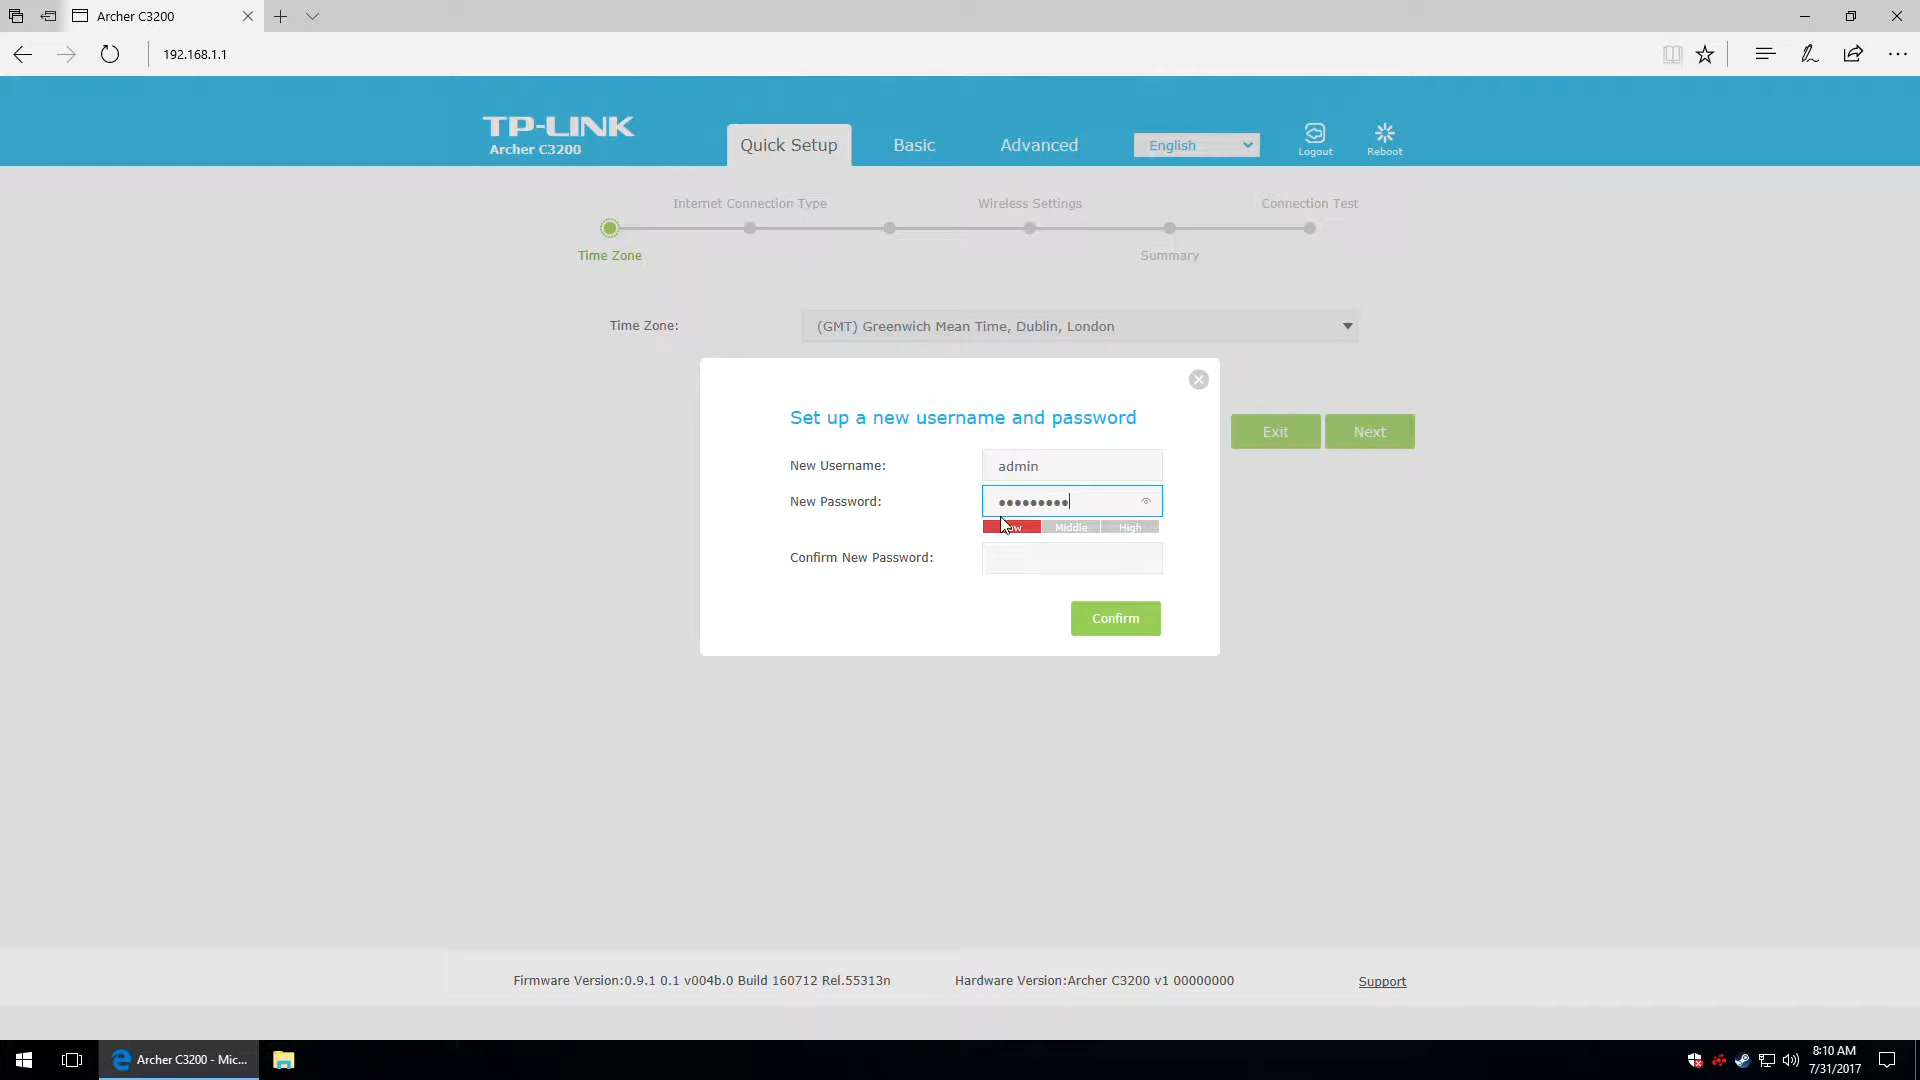 Archer C3200
192.168.1.1
TP-LINK
Archer C3200
Quick Setup
Basic
Advanced
English
Logout
Reboot
Internet Connection Type
Wireless Settings
Connection Test
Time Zone
Summary
Time Zone:
(GMT) Greenwich Mean Time, Dublin, London
Set up a new username and password
New Username:
admin
New Password:
•••••••••
Middle
High
Confirm New Password:
Confirm
Exit
Next
Firmware Version:0.9.1 0.1 v004b.0 Build 160712 Rel.55313n
Hardware Version:Archer C3200 v1 00000000
Support
Archer C3200 - Mic...
8:10 AM
7/31/2017